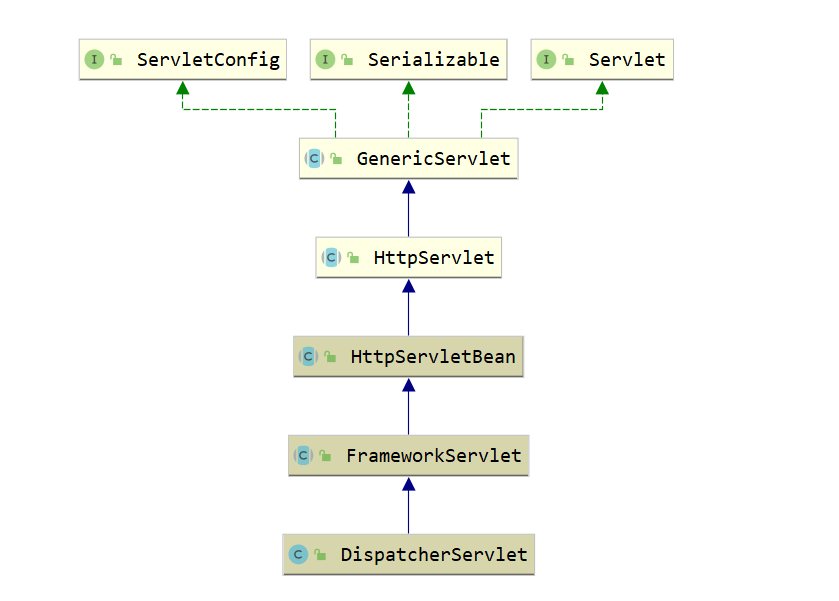 I ServletConfig
I Serializable
I Servlet
C GenericServlet
C HttpServlet
C HttpServletBean
C FrameworkServlet
C DispatcherServlet